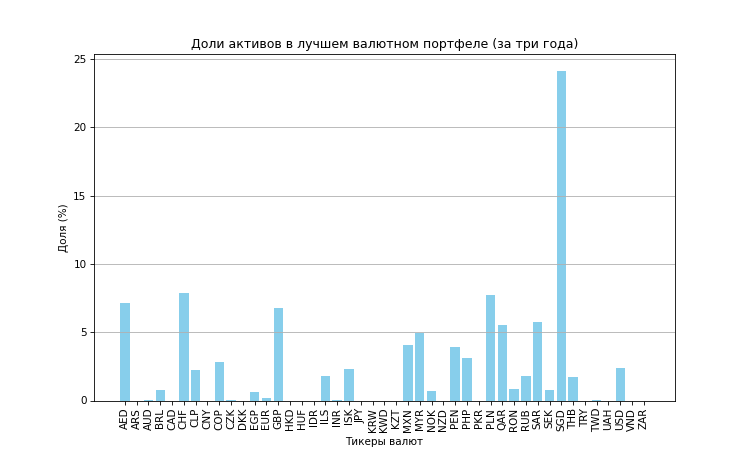 Доли активов в лучшем валютном портфеле (за три года)
Доля (%)
25
20
15
10
5
0
AED
ARS
AUD
BRL
CAD
CHF
CLP
CNY
COP
CZK
DKK
EGP
EUR
GBP
HKD
HUF
IDR
ILS
INR
ISK
JPY
KRW
KWD
KZT
MXN
MYR
NOK
NZD
PEN
PHP
PKR
PLN
QAR
RON
RUB
SAR
SEK
SGD
THB
TRY
TWD
UAH
USD
VND
ZAR
Тикеры валют